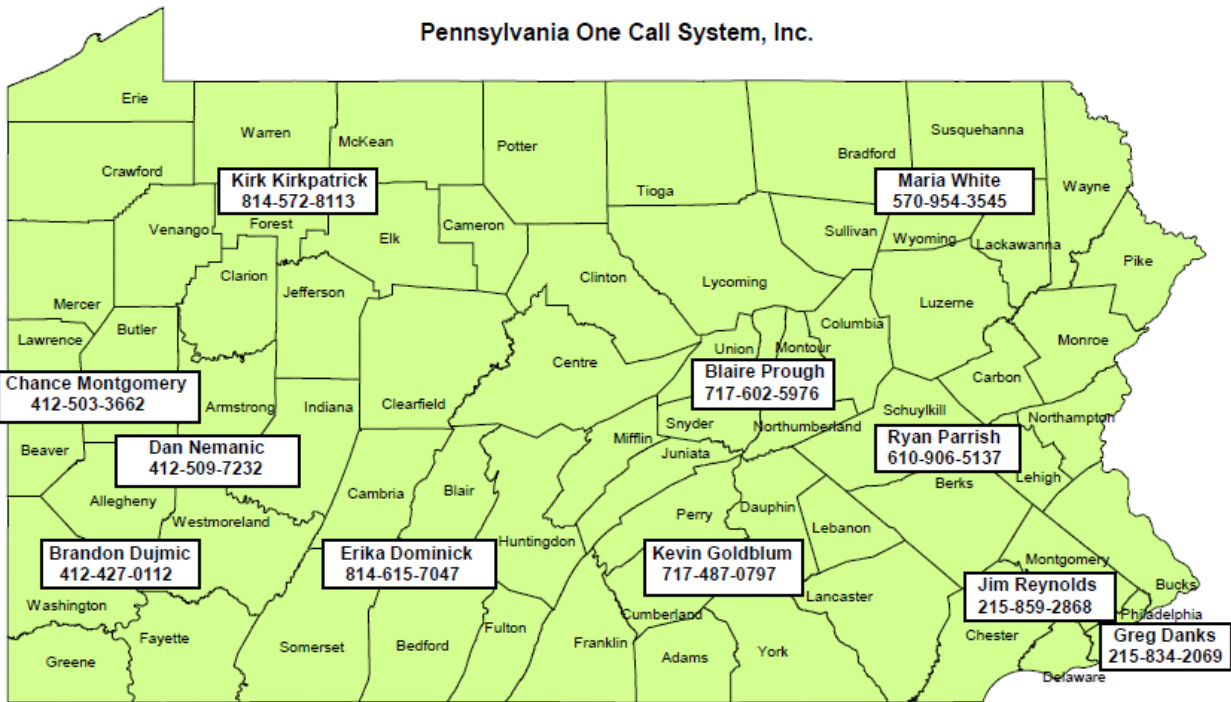 Pennsylvania One Call System, Inc.
Erie
Warren
McKean
Potter
Tioga
Bradford
Susquehanna
Wayne
Crawford
Kirk Kirkpatrick
814-572-8113
Maria White
570-954-3545
Venango
Forest
Elk
Cameron
Sullivan
Wyoming
Lackawanna
Pike
Clarion
Jefferson
Clinton
Lycoming
Luzerne
Mercer
Butler
Lawrence
Columbia
Monroe
Centre
Union
Montour
Chance Montgomery
412-503-3662
Blaire Prough
717-602-5976
Carbon
Armstrong
Indiana
Clearfield
Snyder
Northumberland
Schuylkill
Northampton
Beaver
Dan Nemanic
412-509-7232
Mifflin
Juniata
Ryan Parrish
610-906-5137
Lehigh
Berks
Allegheny
Westmoreland
Cambria
Blair
Huntingdon
Perry
Dauphin
Lebanon
Brandon Dujmic
412-427-0112
Erika Dominick
814-615-7047
Kevin Goldblum
717-487-0797
Montgomery
Jim Reynolds
215-859-2868
Bucks
Washington
Fayette
Greene
Somerset
Bedford
Fulton
Franklin
Cumberland
Adams
York
Lancaster
Chester
Philadelphia
Greg Danks
215-834-2069
Delaware